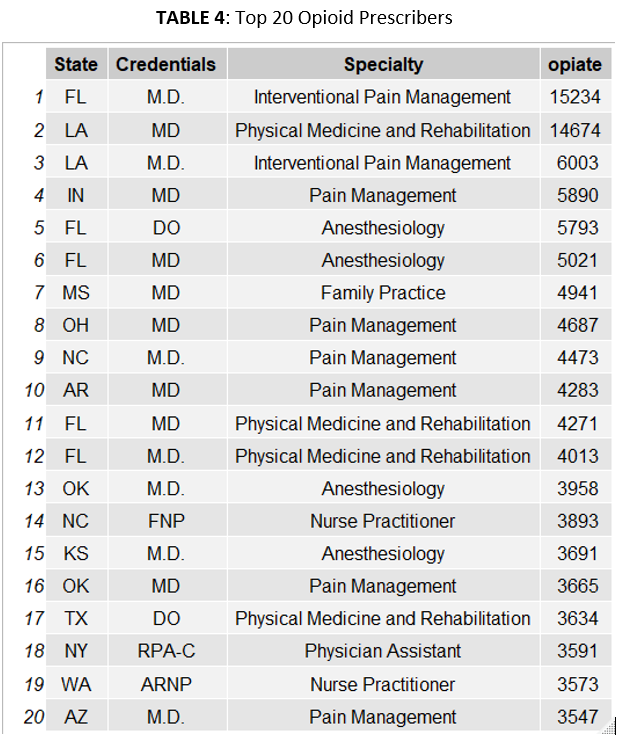 TABLE 4: Top 20 Opioid Prescribers
State Credentials Specialty opiate
1 FL M.D. Interventional Pain Management 15234
2 LA MD Physical Medicine and Rehabilitation 14674
3 LA M.D. Interventional Pain Management 6003
4 IN MD Pain Management 5890
5 FL DO Anesthesiology 5793
6 FL MD Anesthesiology 5021
7 MS MD Family Practice 4941
8 OH MD Pain Management 4687
9 NC M.D. Pain Management 4473
10 AR MD Pain Management 4283
11 FL MD Physical Medicine and Rehabilitation 4271
12 FL M.D. Physical Medicine and Rehabilitation 4013
13 OK M.D. Anesthesiology 3958
14 NC FNP Nurse Practitioner 3893
15 KS M.D. Anesthesiology 3691
16 OK MD Pain Management 3665
17 TX DO Physical Medicine and Rehabilitation 3634
18 NY RPA-C Physician Assistant 3591
19 WA ARNP Nurse Practitioner 3573
20 AZ M.D. Pain Management 3547